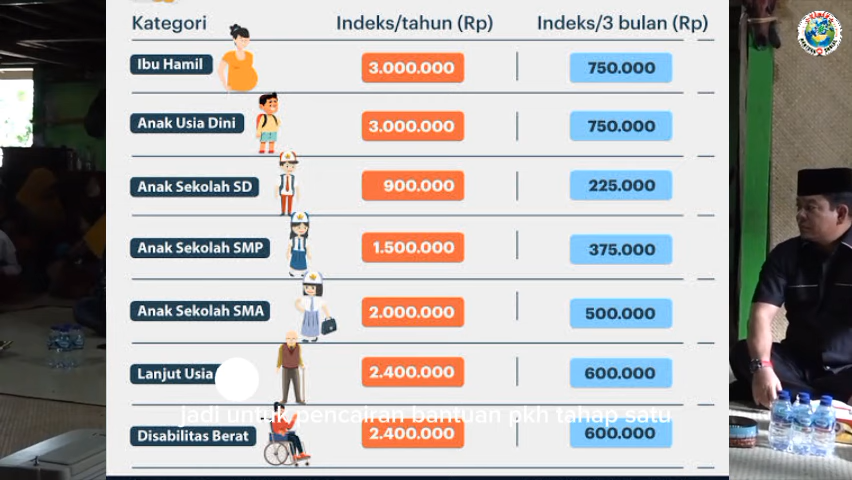 Kategori Indeks/tahun (Rp) Indeks/3 bulan (Rp)
Ibu Hamil 3.000.000 750.000
Anak Usia Dini 3.000.000 750.000
Anak Sekolah SD 900.000 225.000
Anak Sekolah SMP 1.500.000 375.000
Anak Sekolah SMA 2.000.000 500.000
Lanjut Usia 2.400.000 600.000
jadi untuk pencairan bantuan pkh tahap satu
Disabilitas Berat 2.400.000 600.000